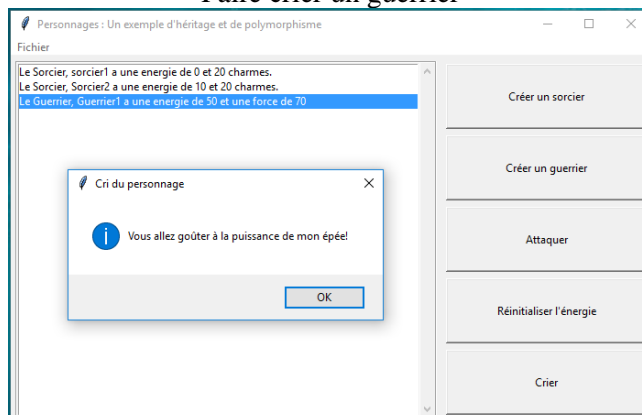 Faire crier un guerrier
Personnages : Un exemple d'héritage et de polymorphisme
Fichier
Le Sorcier, sorcier1 a une energie de 0 et 20 charmes.
Le Sorcier, Sorcier2 a une energie de 10 et 20 charmes.
Le Guerrier, Guerrier1 a une energie de 50 et une force de 70
Créer un sorcier
Créer un guerrier
Cri du personnage
Vous allez goûter à la puissance de mon épée!
OK
Attaquer
Réinitialiser l'énergie
Crier